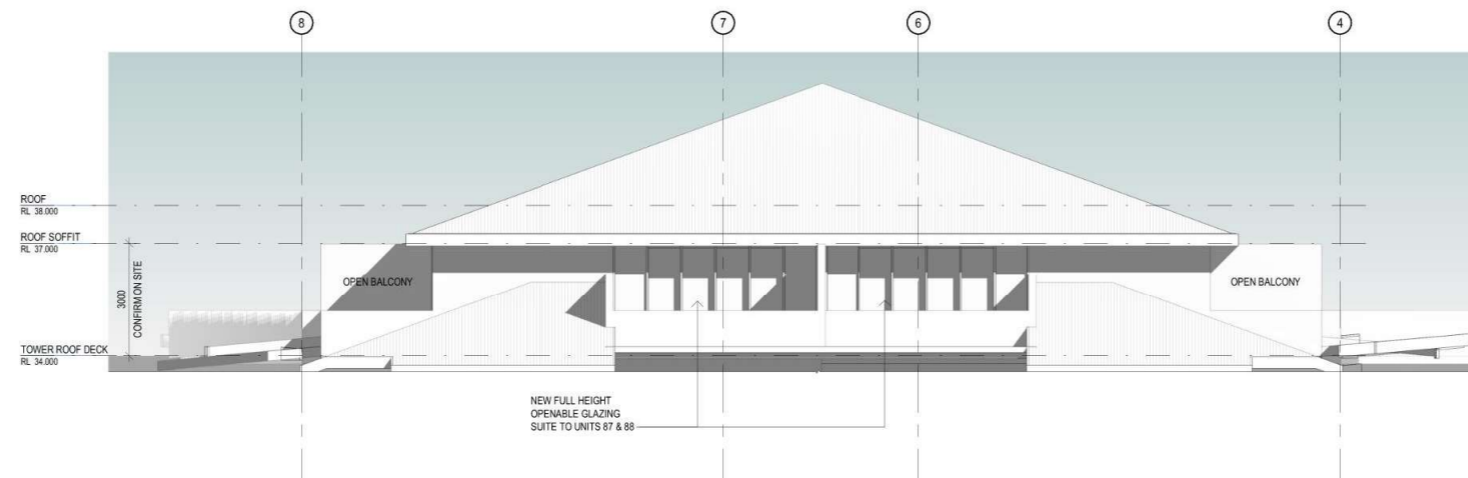 8
7
6
4
ROOF
RL 38.000
ROOF SOFFIT
RL 37.000
3000
CONFIRM ON SITE
OPEN BALCONY
OPEN BALCONY
TOWER ROOF DECK
RL 34.000
NEW FULL HEIGHT
OPENABLE GLAZING
SUITE TO UNITS 87 & 88